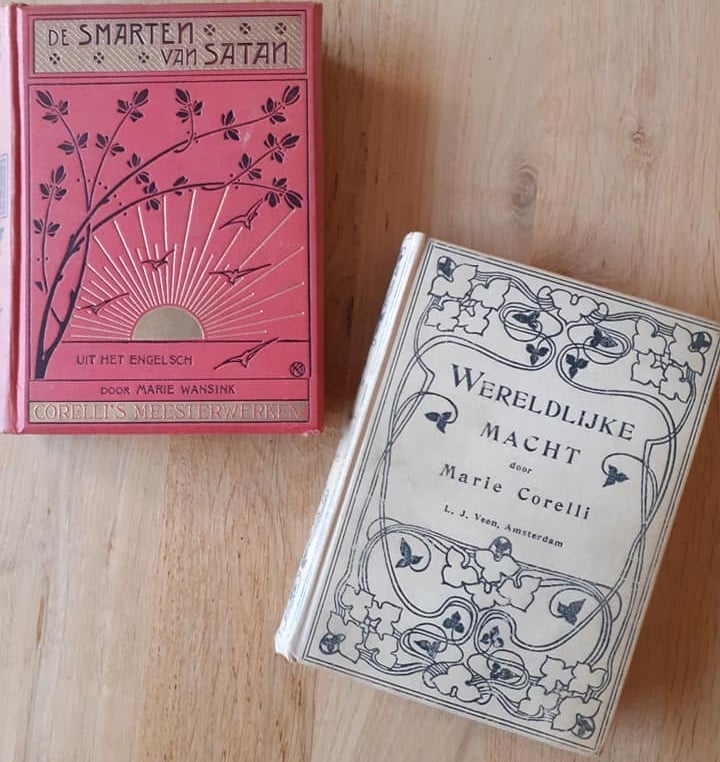 DE SMARTEN
VAN SATAN
UIT HET ENGELSCH
DOOR MARIE WANSINK
CORELLI'S MEESTERWERKEN
WERELDLIJKE
MACHT
door
Marie Corelli
L. J. Veen, Amsterdam